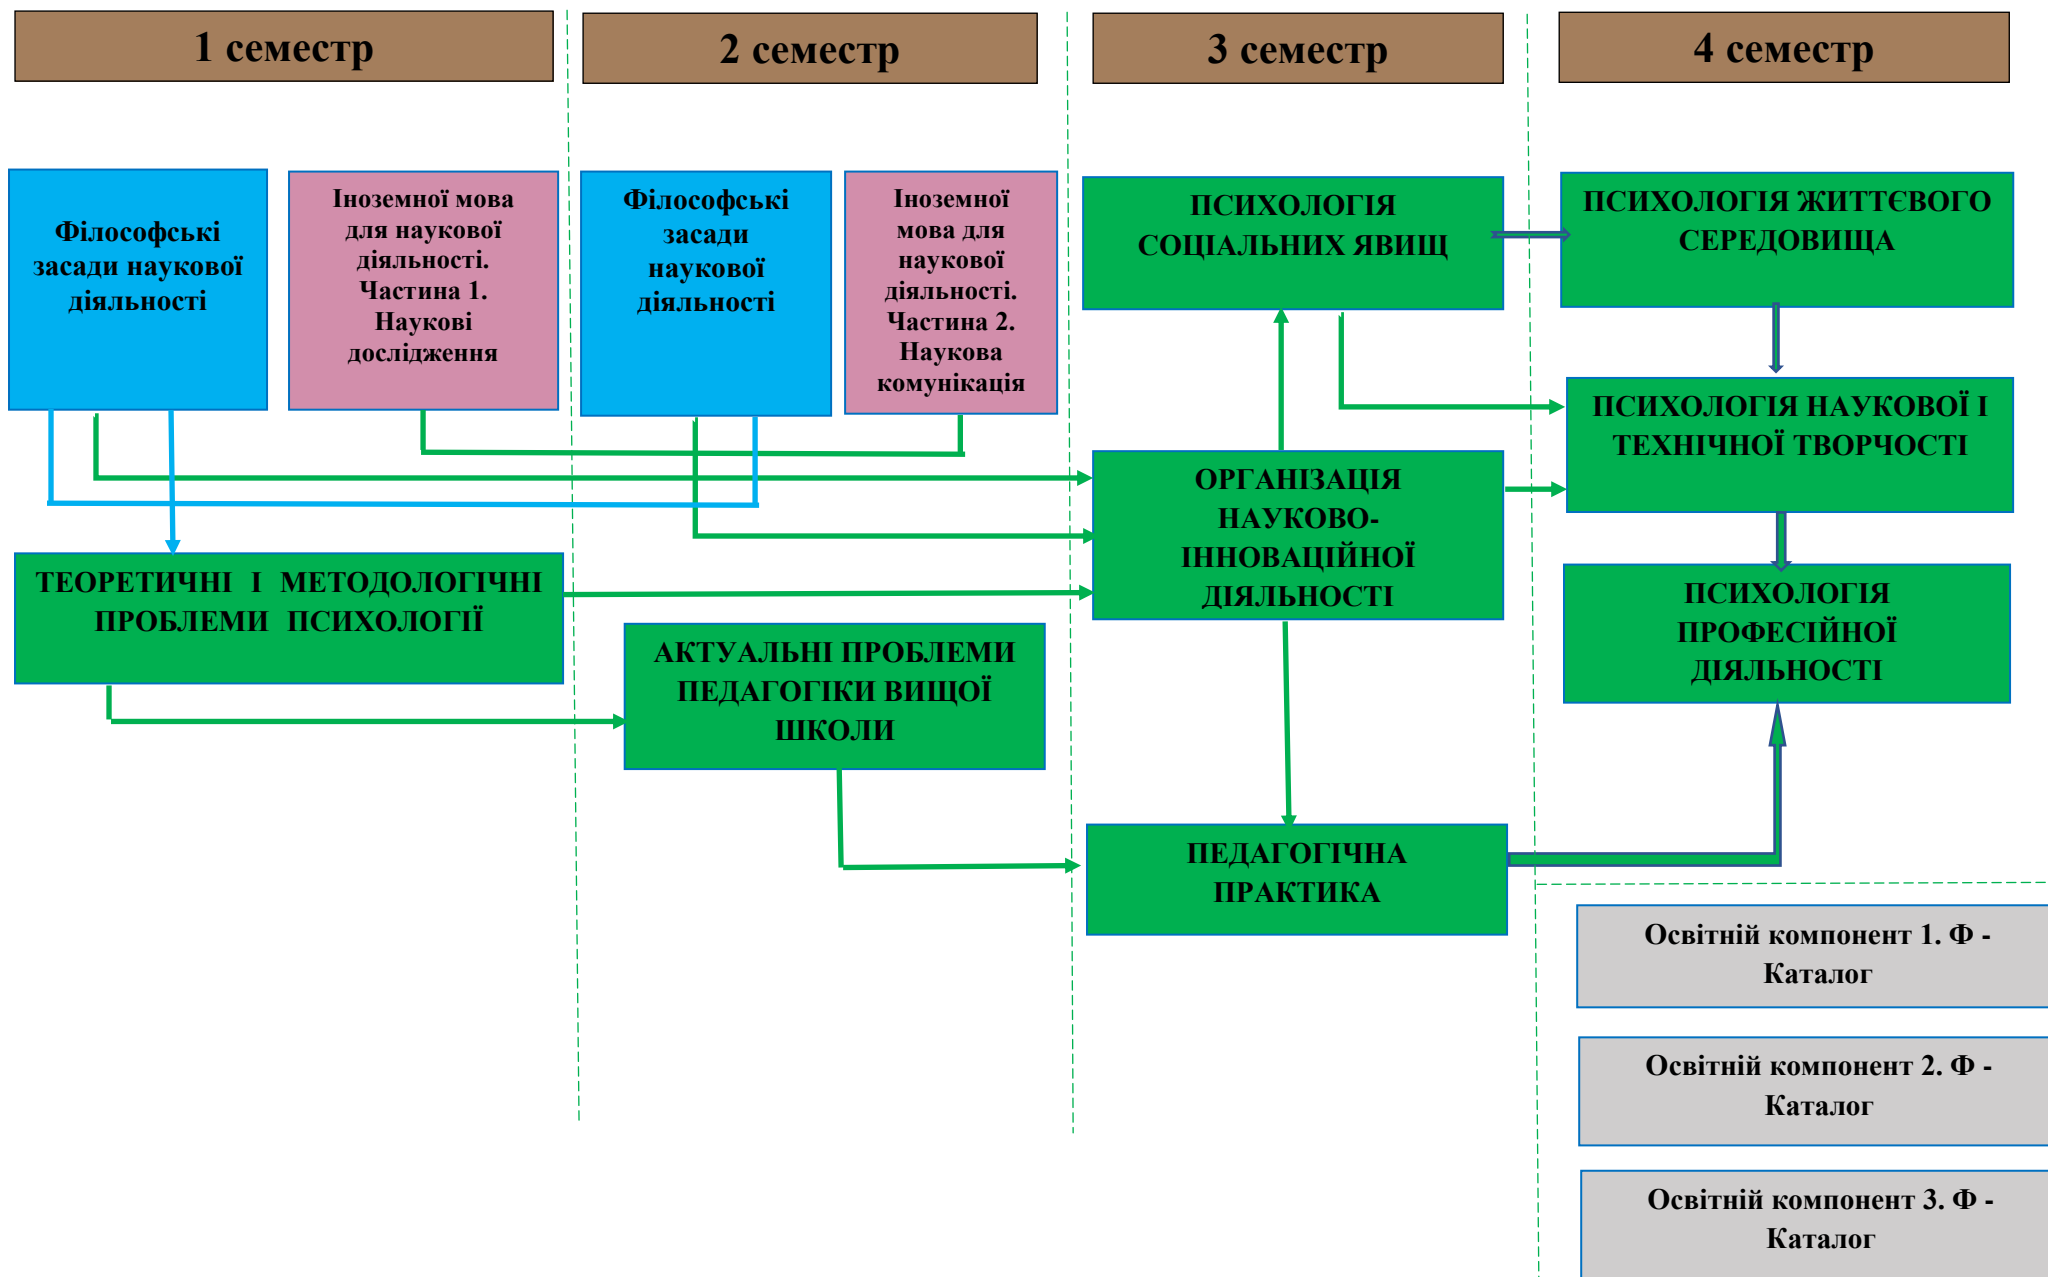 1 семестр
2 семестр
3 семестр
4 семестр
Філософські
засади наукової
діяльності
Іноземної мова
для наукової
діяльності.
Частина 1.
Наукові
дослідження
Філософські
засади
наукової
діяльності
Іноземної
мова для
наукової
діяльності.
Частина 2.
Наукова
комунікація
ПСИХОЛОГІЯ
СОЦІАЛЬНИХ ЯВИЩ
ПСИХОЛОГІЯ ЖИТТЄВОГО
СЕРЕДОВИЩА
ПСИХОЛОГІЯ НАУКОВОЇ І
ТЕХНІЧНОЇ ТВОРЧОСТІ
ОРГАНІЗАЦІЯ
НАУКОВО-
ІННОВАЦІЙНОЇ
ДІЯЛЬНОСТІ
ТЕОРЕТИЧНІ І МЕТОДОЛОГІЧНІ
ПРОБЛЕМИ ПСИХОЛОГІЇ
ПСИХОЛОГІЯ
ПРОФЕСІЙНОЇ
ДІЯЛЬНОСТІ
АКТУАЛЬНІ ПРОБЛЕМИ
ПЕДАГОГІКИ ВИЩОЇ
ШКОЛИ
ПЕДАГОГІЧНА
ПРАКТИКА
Освітній компонент 1. Ф -
Каталог
Освітній компонент 2. Ф -
Каталог
Освітній компонент 3. Ф -
Каталог